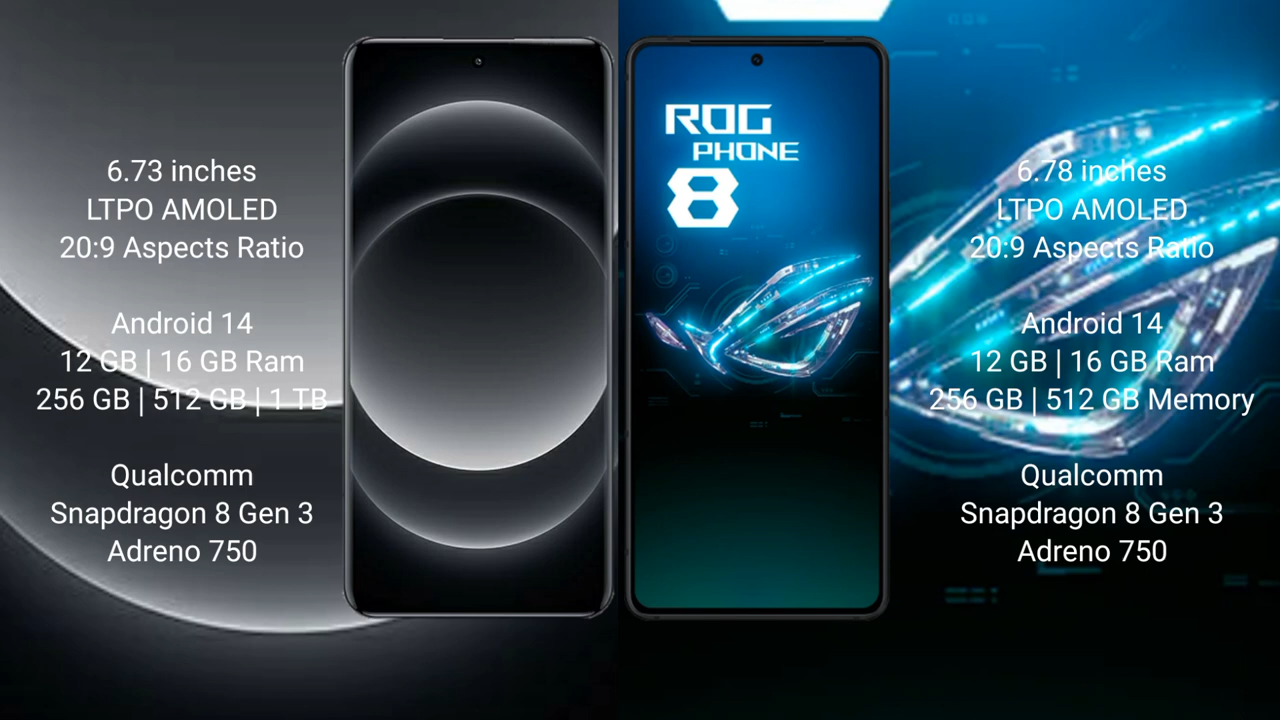 6.73 inches
LTPO AMOLED
20:9 Aspects Ratio
Android 14
12 GB | 16 GB Ram
256 GB | 512 GB | 1 TB
Qualcomm
Snapdragon 8 Gen 3
Adreno 750
ROG
PHONE
8
6.78 inches
LTPO AMOLED
20:9 Aspects Ratio
Android 14
12 GB | 16 GB Ram
256 GB | 512 GB Memory
Qualcomm
Snapdragon 8 Gen 3
Adreno 750